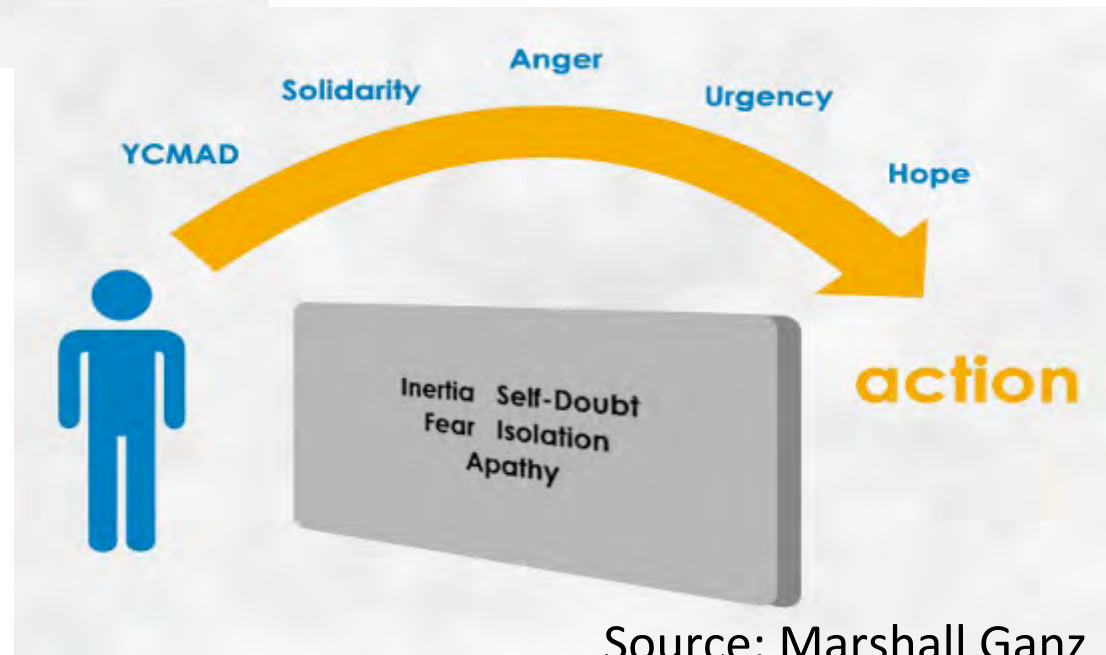 Anger
Solidarity
Urgency
YCMAD
Hope
action
Inertia Self-Doubt
Fear Isolation
Apathy
Source: Marshall Ganz